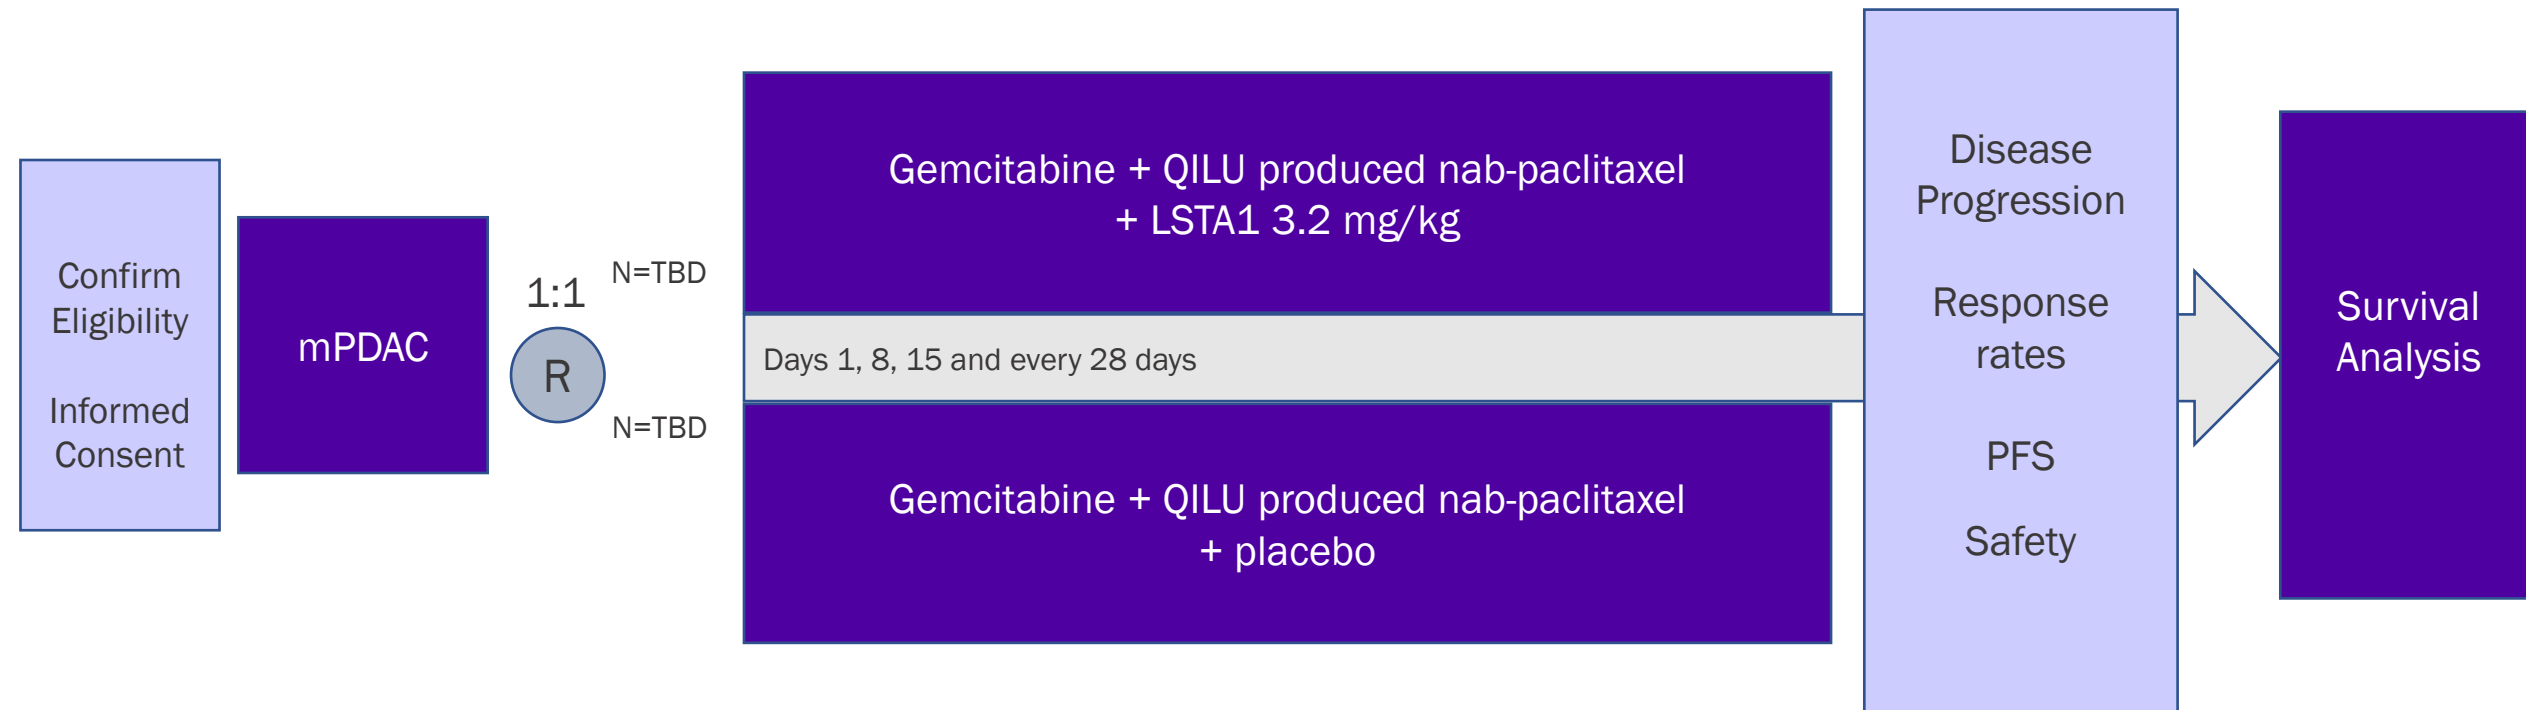 Confirm
Eligibility
Informed
Consent
mPDAC
1:1
R
N=TBD
N=TBD
Gemcitabine + QILU produced nab-paclitaxel
+ LSTA1 3.2 mg/kg
Days 1, 8, 15 and every 28 days
Gemcitabine + QILU produced nab-paclitaxel
+ placebo
Disease
Progression
Response
rates
PFS
Safety
Survival
Analysis